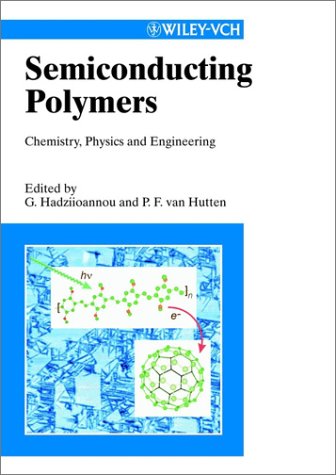 WILEY-VCH
Semiconducting
Polymers
Chemistry, Physics and Engineering
Edited by
G. Hadziioannou and P. F. van Hutten
hν
[ ]n
e-